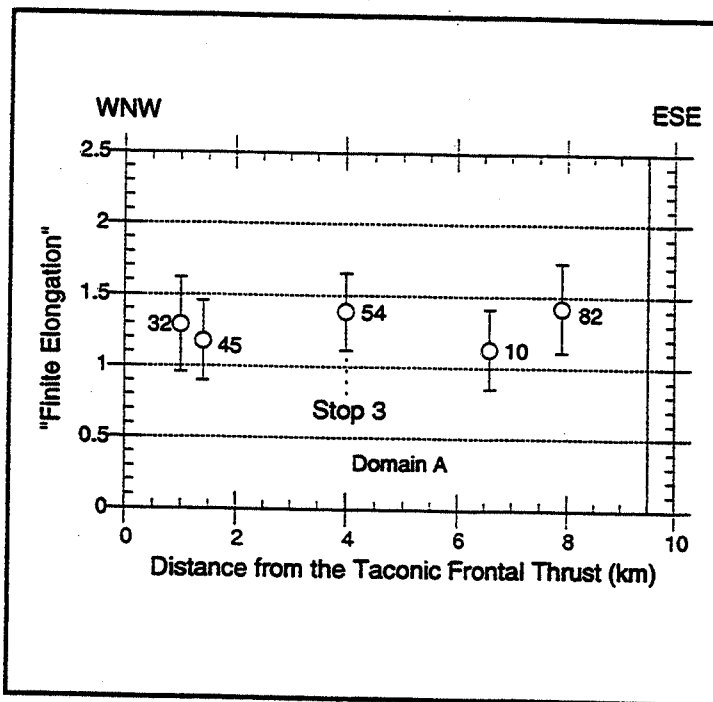 WNW
ESE
2.5
2
1.5
1
0.5
0
"Finite Elongation"
32
45
54
10
82
Stop 3
Domain A
0
2
4
6
8
10
Distance from the Taconic Frontal Thrust (km)